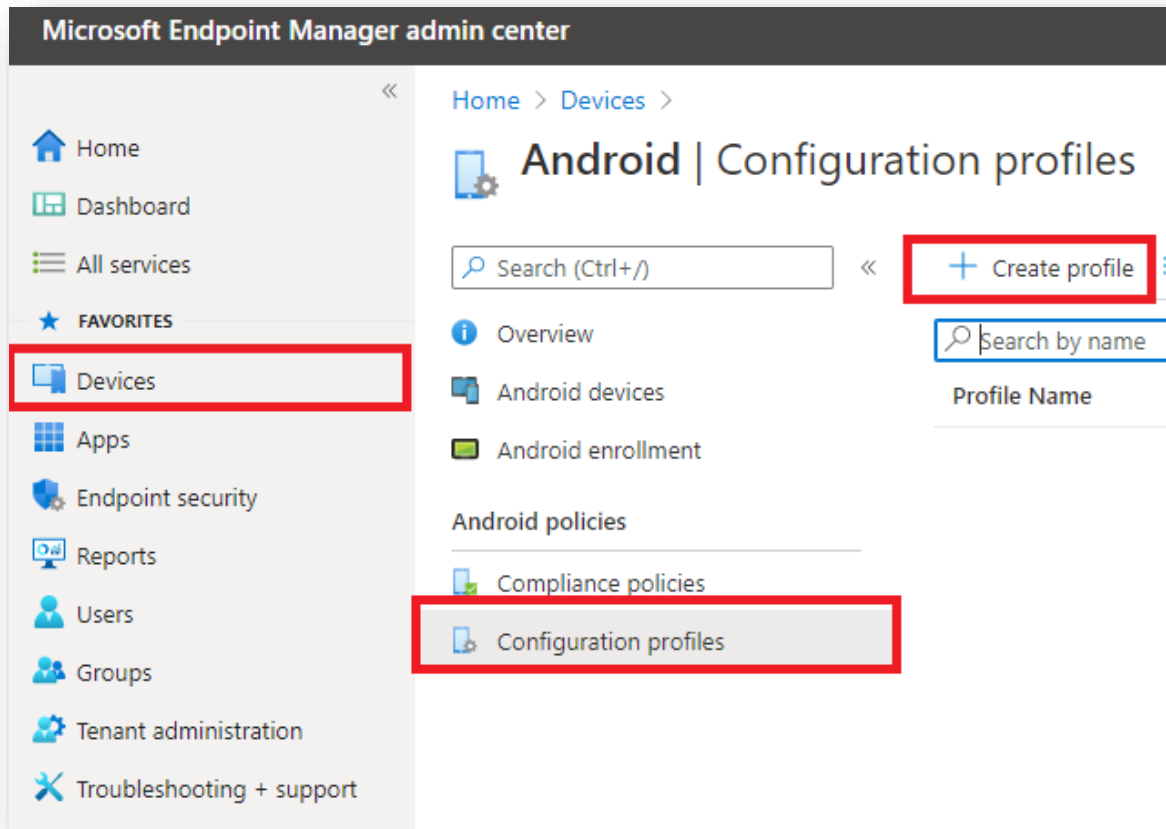 Microsoft Endpoint Manager admin center
«
Home
Dashboard
All services
FAVORITES
Devices
Apps
Endpoint security
Reports
Users
Groups
Tenant administration
Troubleshooting + support
Home > Devices >
Android | Configuration profiles
Search (Ctrl+/)
«
Overview
Android devices
Android enrollment
Android policies
Compliance policies
Configuration profiles
+ Create profile
Search by name
Profile Name